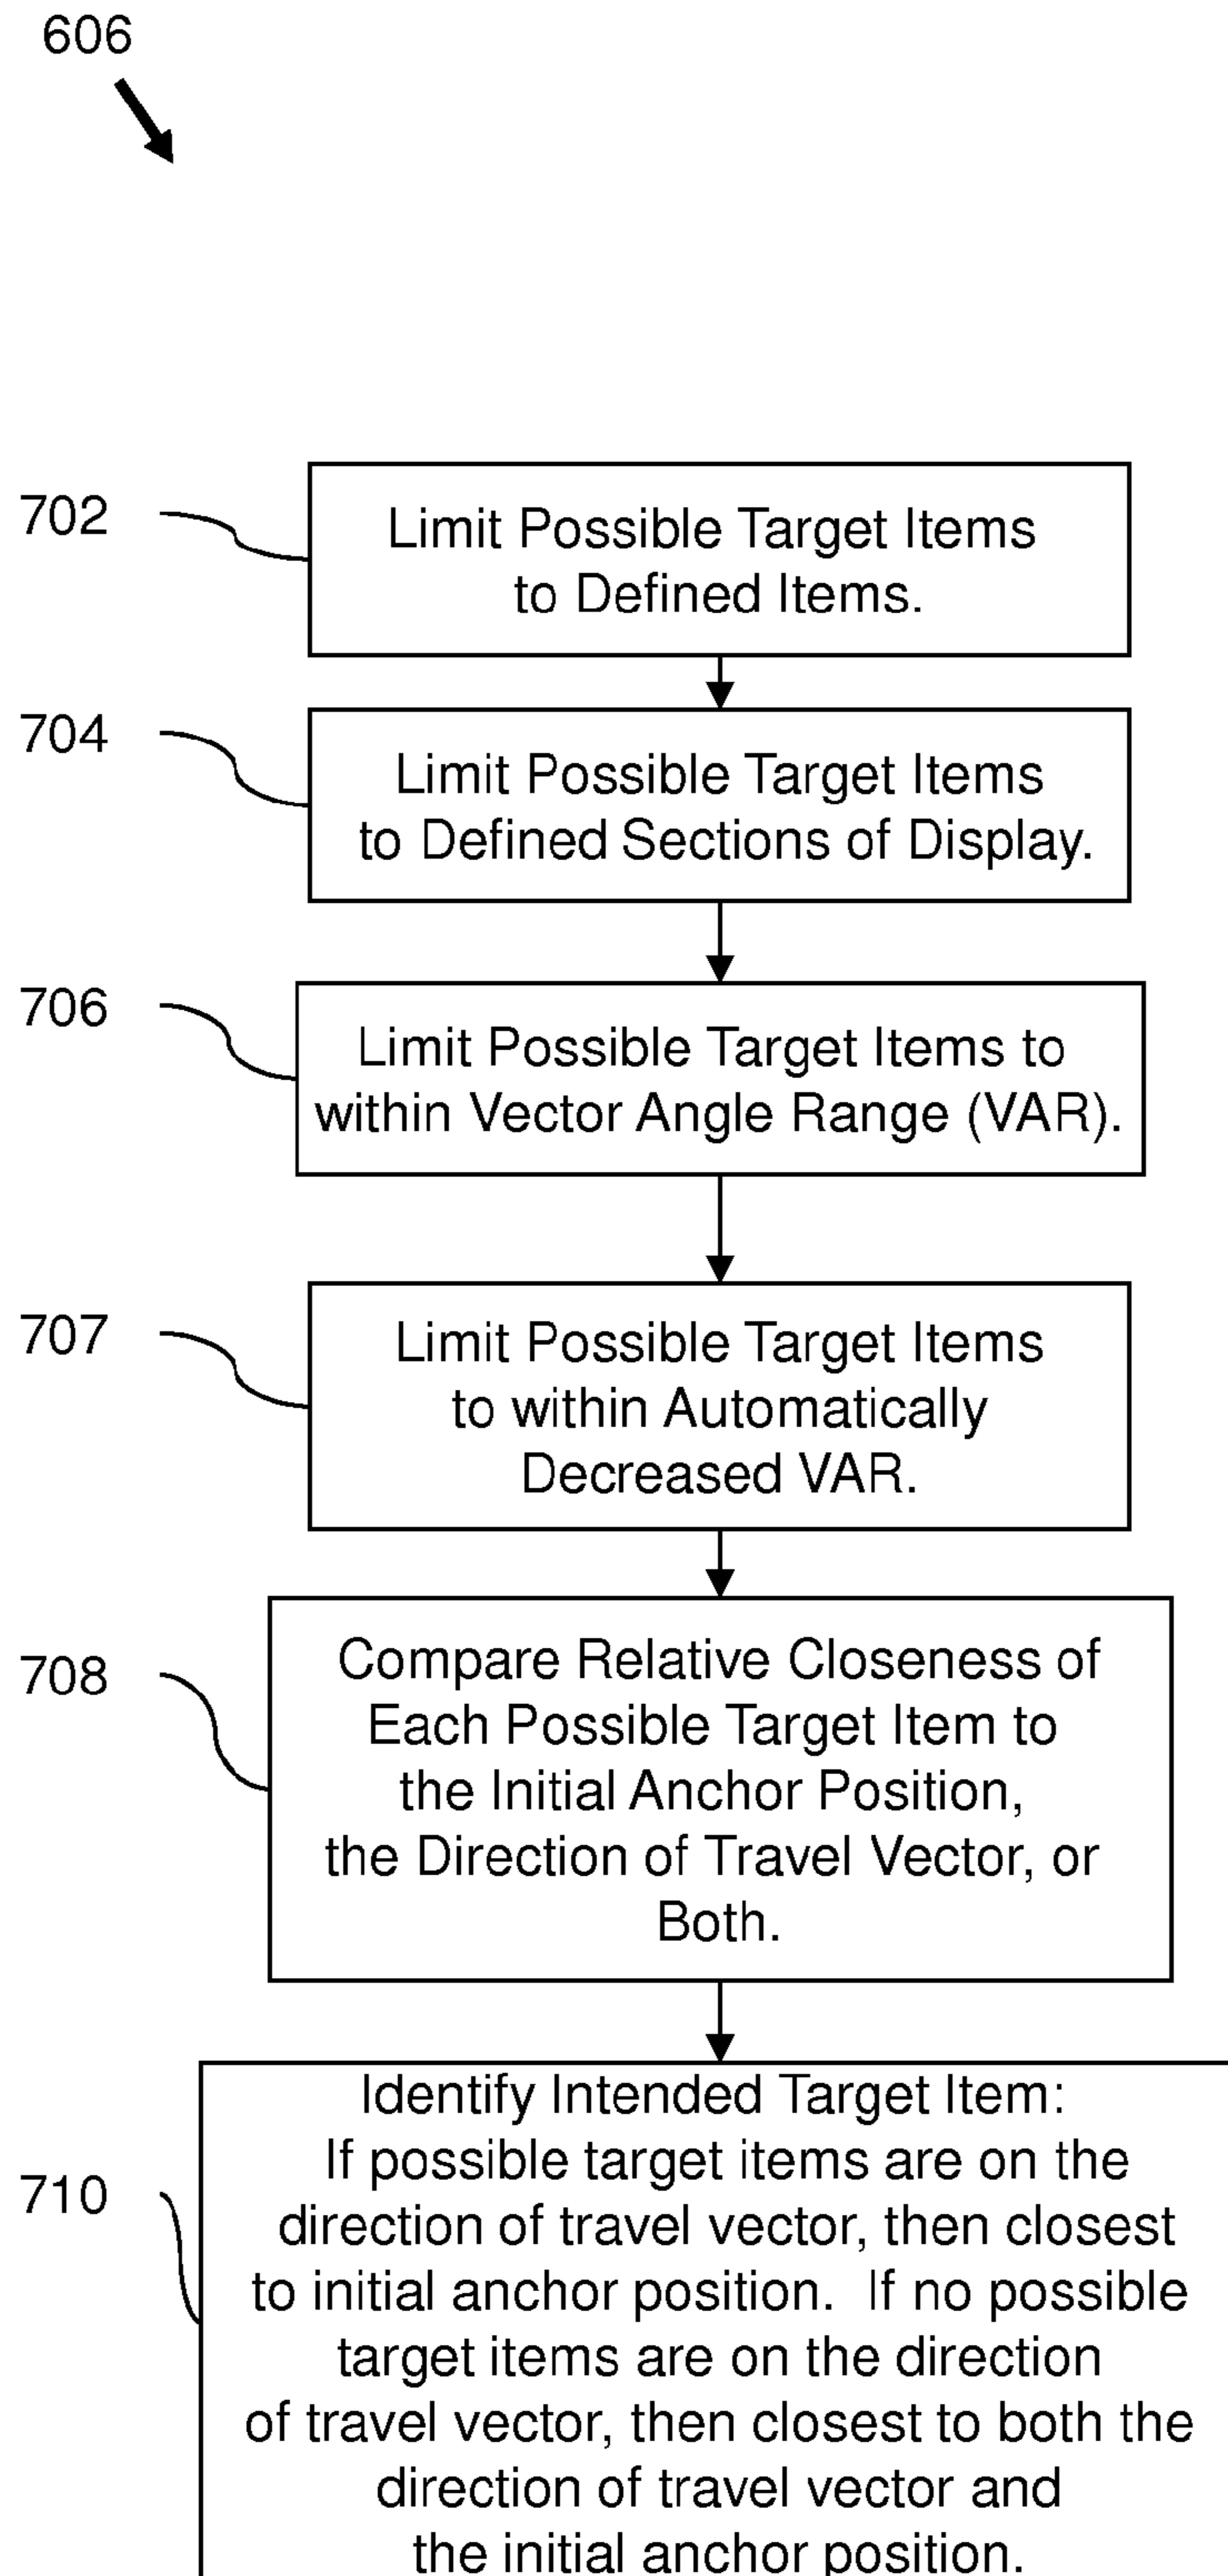 606
702
Limit Possible Target Items
to Defined Items.
704
Limit Possible Target Items
to Defined Sections of Display.
706
Limit Possible Target Items to
within Vector Angle Range (VAR).
707
Limit Possible Target Items
to within Automatically
Decreased VAR.
708
Compare Relative Closeness of
Each Possible Target Item to
the Initial Anchor Position,
the Direction of Travel Vector, or
Both.
710
Identify Intended Target Item:
If possible target items are on the
direction of travel vector, then closest
to initial anchor position.  If no possible
target items are on the direction
of travel vector, then closest to both the
direction of travel vector and
the initial anchor position.